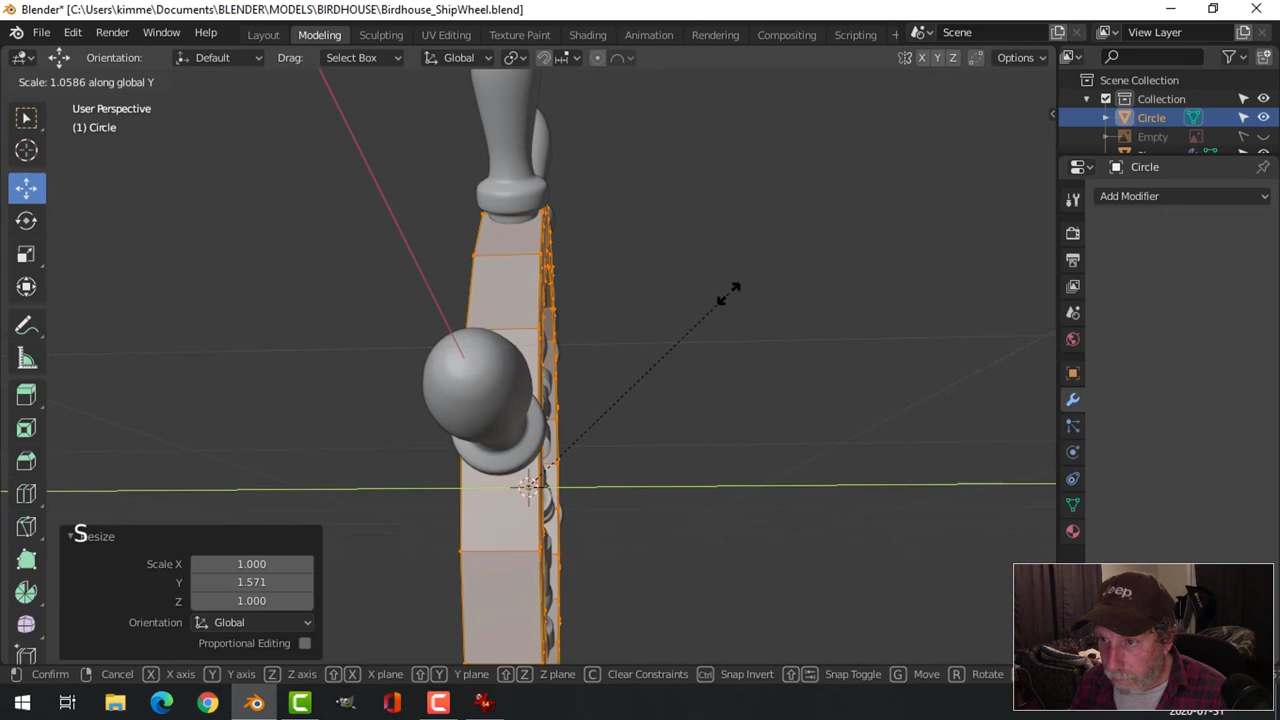 Blender* [C:\Users\kimme\Documents\BLENDER\MODELS\BIRDHOUSE\Birdhouse_ShipWheel.blend]
File Edit Render Window Help Layout Modeling Sculpting UV Editing Texture Paint Shading Animation Rendering Compositing Scripting + Scene View Layer
Orientation: Default Drag: Select Box Global X Y Z Options
Scale: 1.0586 along global Y
User Perspective
(1) Circle
Scene Collection
Collection
Circle
Empty
Circle
Add Modifier
S
Resize
Scale X 1.000
Y 1.571
Z 1.000
Orientation Global
Proportional Editing
Confirm Cancel X X axis Y Y axis Z Z axis X X plane Y Y plane Z Z plane C Clear Constraints Ctrl Snap Invert Snap Toggle G Move R Rotate
Jeep